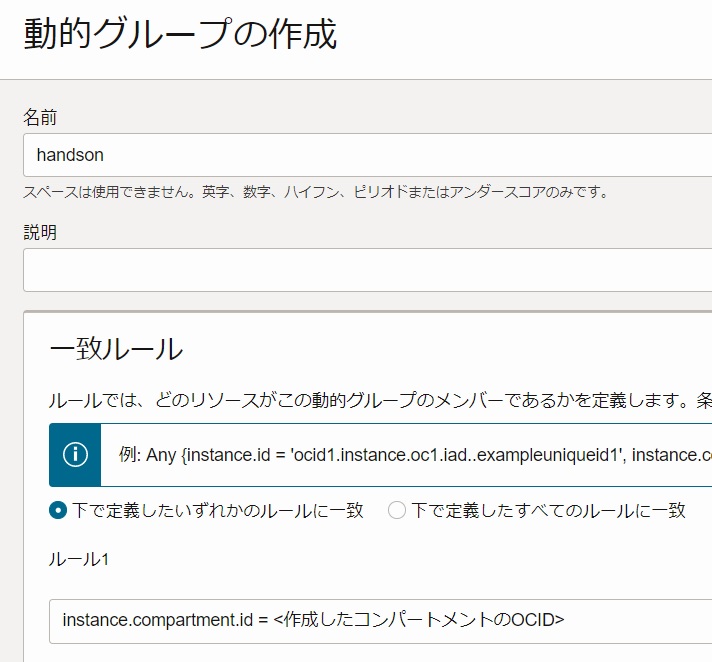 動的グループの作成
名前
handson
スペースは使用できません。英字、数字、ハイフン、ピリオドまたはアンダースコアのみです。
説明
一致ルール
ルールでは、どのリソースがこの動的グループのメンバーであるかを定義します。条
例: Any {instance.id = 'ocid1.instance.oc1.iad..exampleuniqueid1', instance.c
下で定義したいずれかのルールに一致 下で定義したすべてのルールに一致
ルール1
instance.compartment.id = <作成したコンパートメントのOCID>